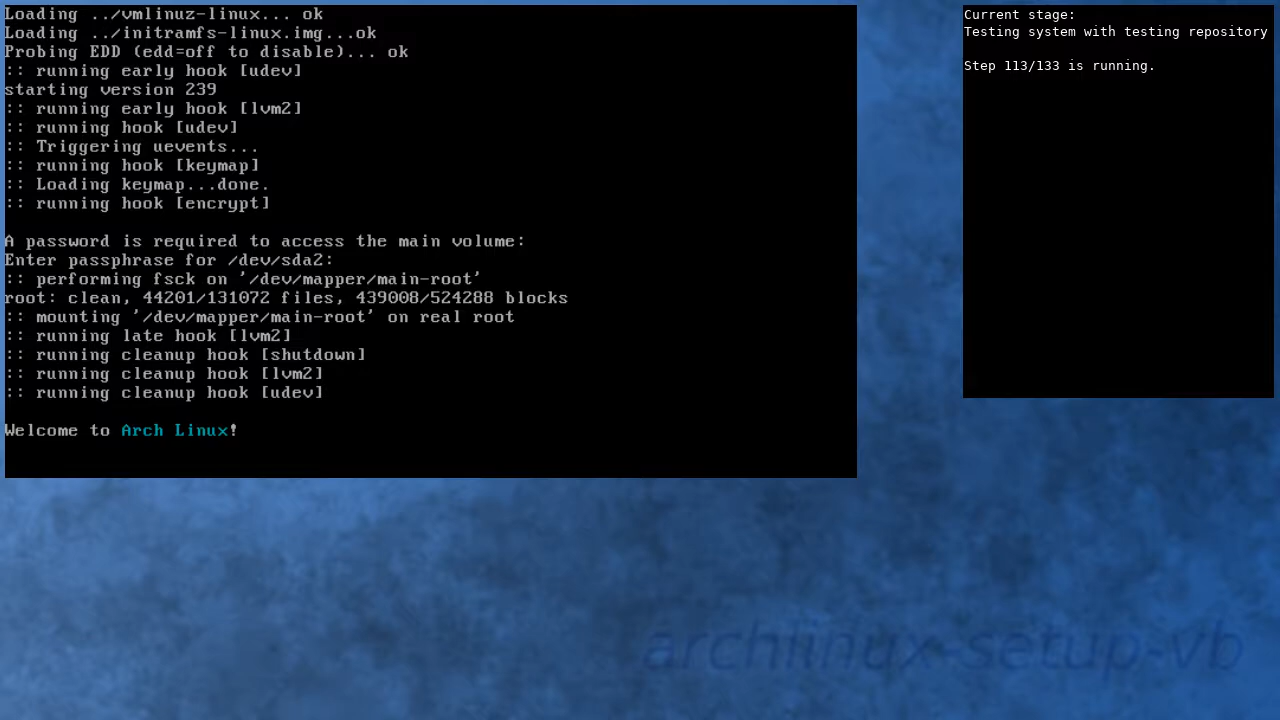 Loading ../vmlinuz-linux... ok
Loading ../initramfs-linux.img...ok
Probing EDD (edd=off to disable)... ok
:: running early hook [udev]
starting version 239
:: running early hook [lvm2]
:: running hook [udev]
:: Triggering uevents...
:: running hook [keymap]
:: Loading keymap...done.
:: running hook [encrypt]
A password is required to access the main volume:
Enter passphrase for /dev/sda2:
:: performing fsck on '/dev/mapper/main-root'
root: clean, 44201/131072 files, 439008/524288 blocks
:: mounting '/dev/mapper/main-root' on real root
:: running late hook [lvm2]
:: running cleanup hook [shutdown]
:: running cleanup hook [lvm2]
:: running cleanup hook [udev]
Welcome to Arch Linux!
Current stage:
Testing system with testing repository
Step 113/133 is running.
archlinux-setup-vb